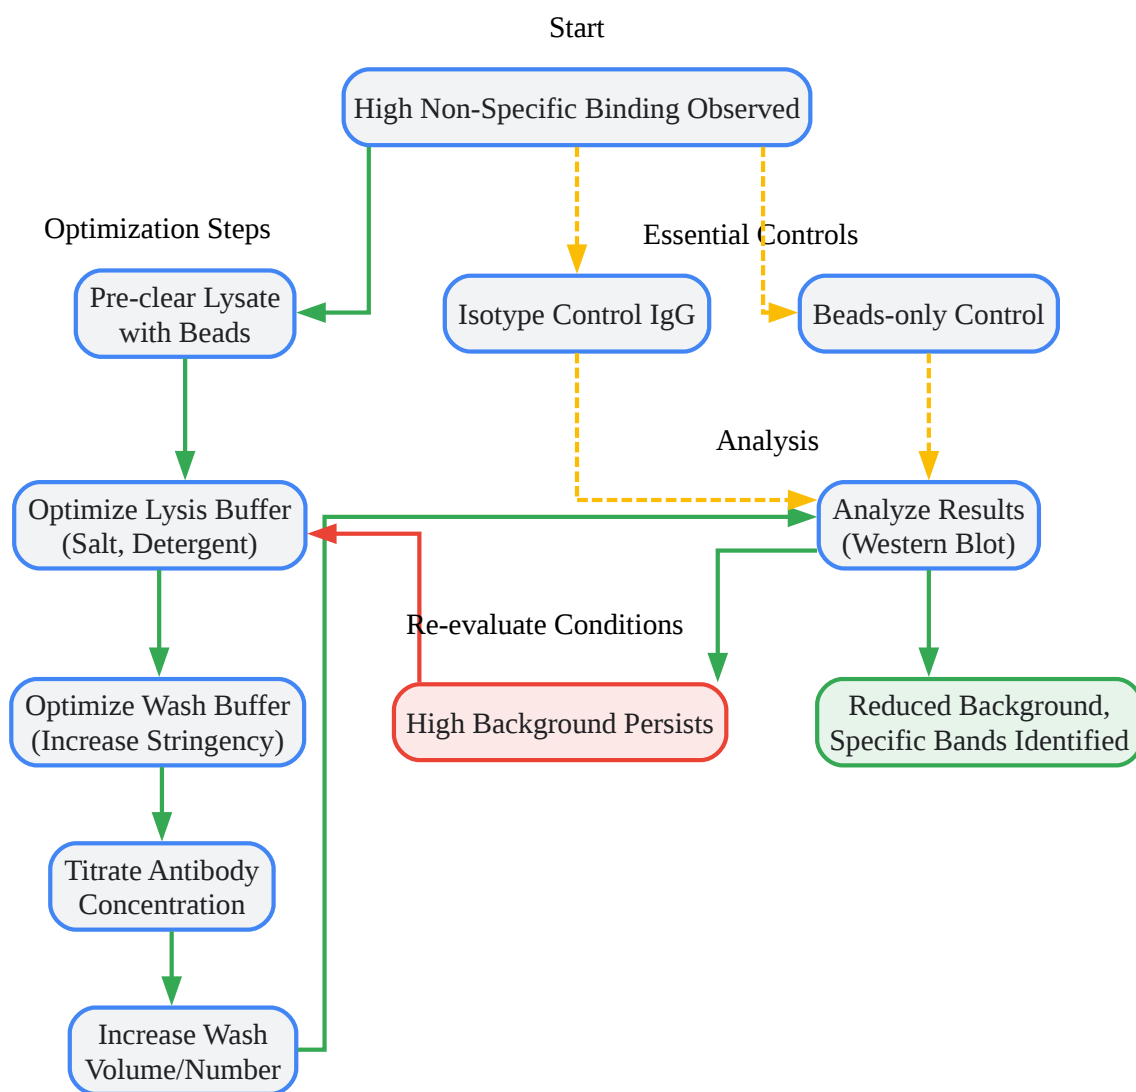 Start
High Non-Specific Binding Observed
Optimization Steps
Essential Controls
Pre-clear Lysate
with Beads
Isotype Control IgG
Beads-only Control
Analysis
Optimize Lysis Buffer
(Salt, Detergent)
Analyze Results
(Western Blot)
Re-evaluate Conditions
Optimize Wash Buffer
(Increase Stringency)
High Background Persists
Reduced Background,
Specific Bands Identified
Titrate Antibody
Concentration
Increase Wash
Volume/Number